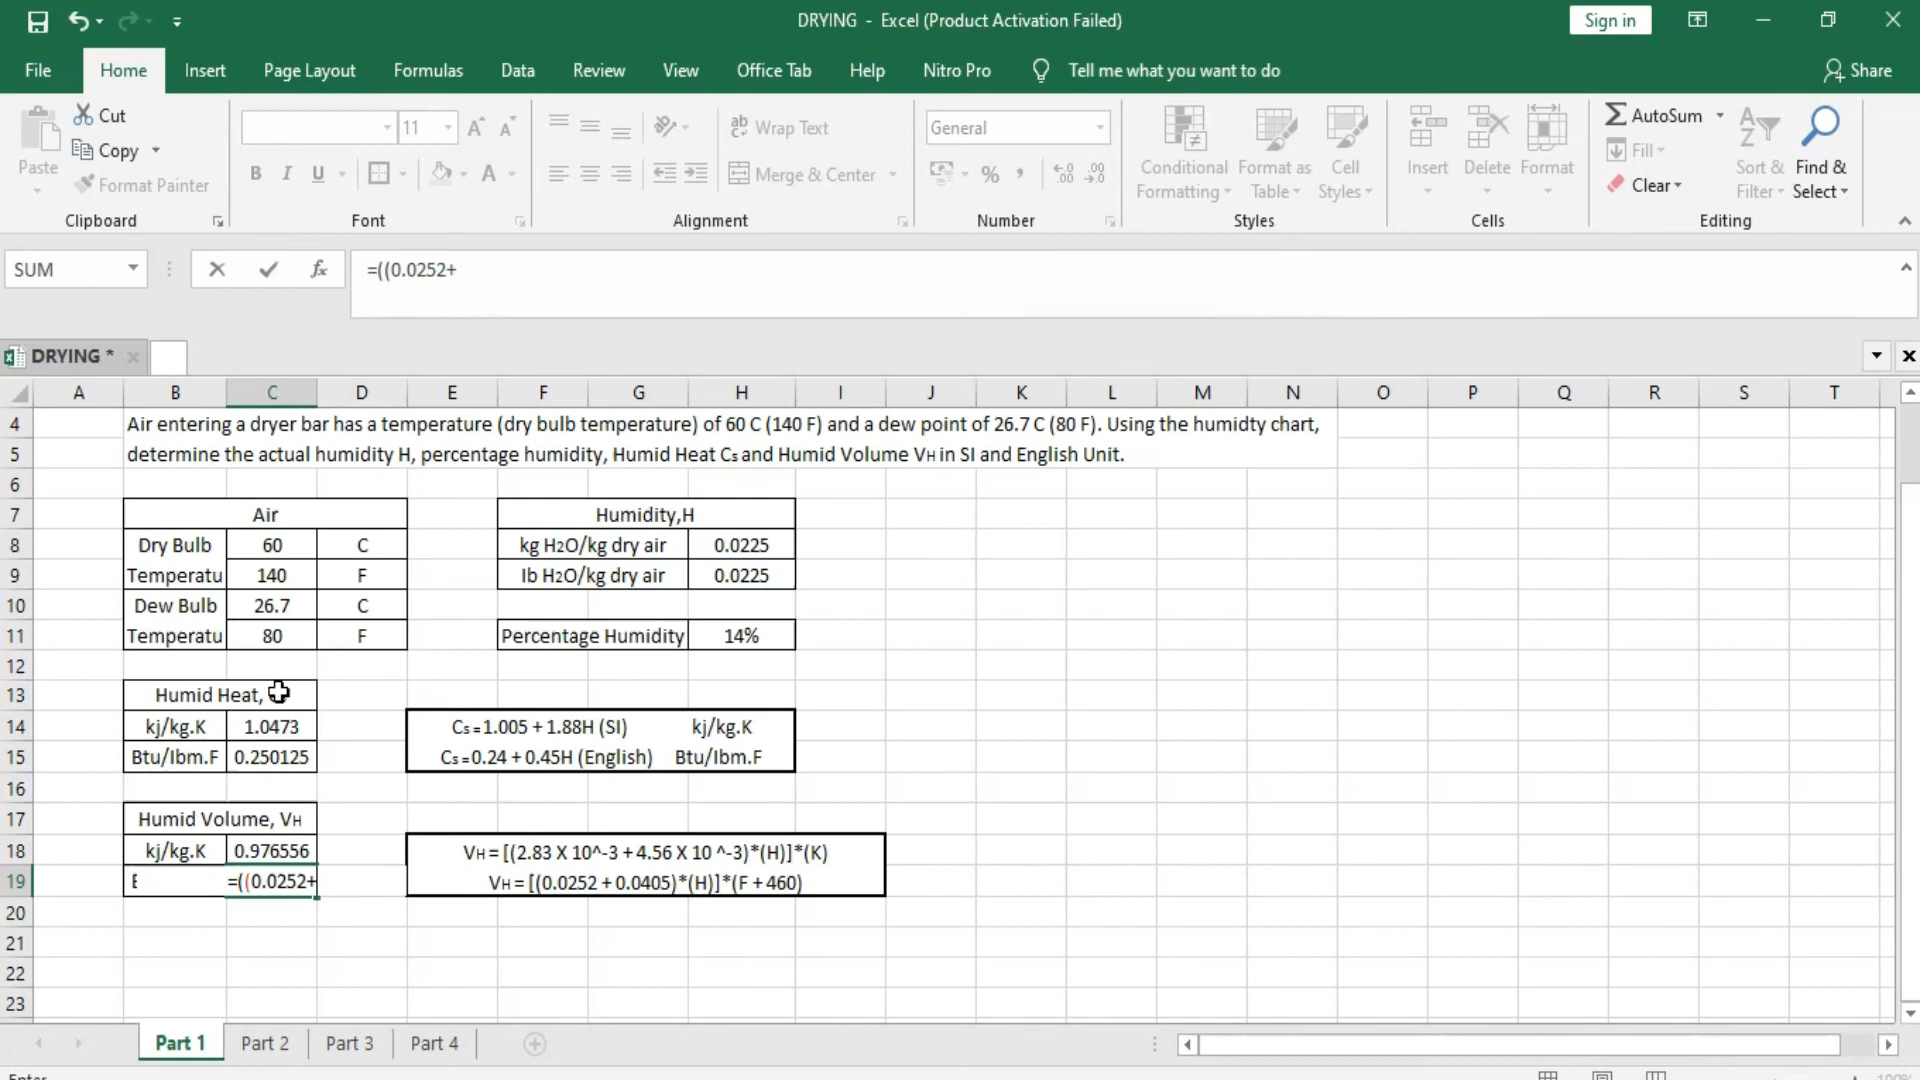 DRYING - Excel (Product Activation Failed)
Sign in
File Home Insert Page Layout Formulas Data Review View Office Tab Help Nitro Pro Tell me what you want to do Share
Cut
Copy
Format Painter
Paste
11
Wrap Text
Merge & Center
General
Conditional Formatting
Format as Table
Cell Styles
Insert
Delete
Format
AutoSum
Fill
Clear
Sort & Filter
Find & Select
Clipboard Font Alignment Number Styles Cells Editing
SUM
fx
=((0.0252+
DRYING *
A B C D E F G H I J K L M N O P Q R S T
4 Air entering a dryer bar has a temperature (dry bulb temperature) of 60 C (140 F) and a dew point of 26.7 C (80 F). Using the humidty chart,
5 determine the actual humidity H, percentage humidity, Humid Heat Cs and Humid Volume VH in SI and English Unit.
6
7 Air Humidity,H
8 Dry Bulb 60 C kg H2O/kg dry air 0.0225
9 Temperatu 140 F Ib H2O/kg dry air 0.0225
10 Dew Bulb 26.7 C
11 Temperatu 80 F Percentage Humidity 14%
12
13 Humid Heat,
14 kj/kg.K 1.0473 Cs = 1.005 + 1.88H (SI) kj/kg.K
15 Btu/Ibm.F 0.250125 Cs = 0.24 + 0.45H (English) Btu/Ibm.F
16
17 Humid Volume, VH
18 kj/kg.K 0.976556 VH = [(2.83 X 10^-3 + 4.56 X 10 ^-3)*(H)]*(K)
19 =((0.0252+ VH = [(0.0252 + 0.0405)*(H)]*(F + 460)
20
21
22
23
Part 1 Part 2 Part 3 Part 4